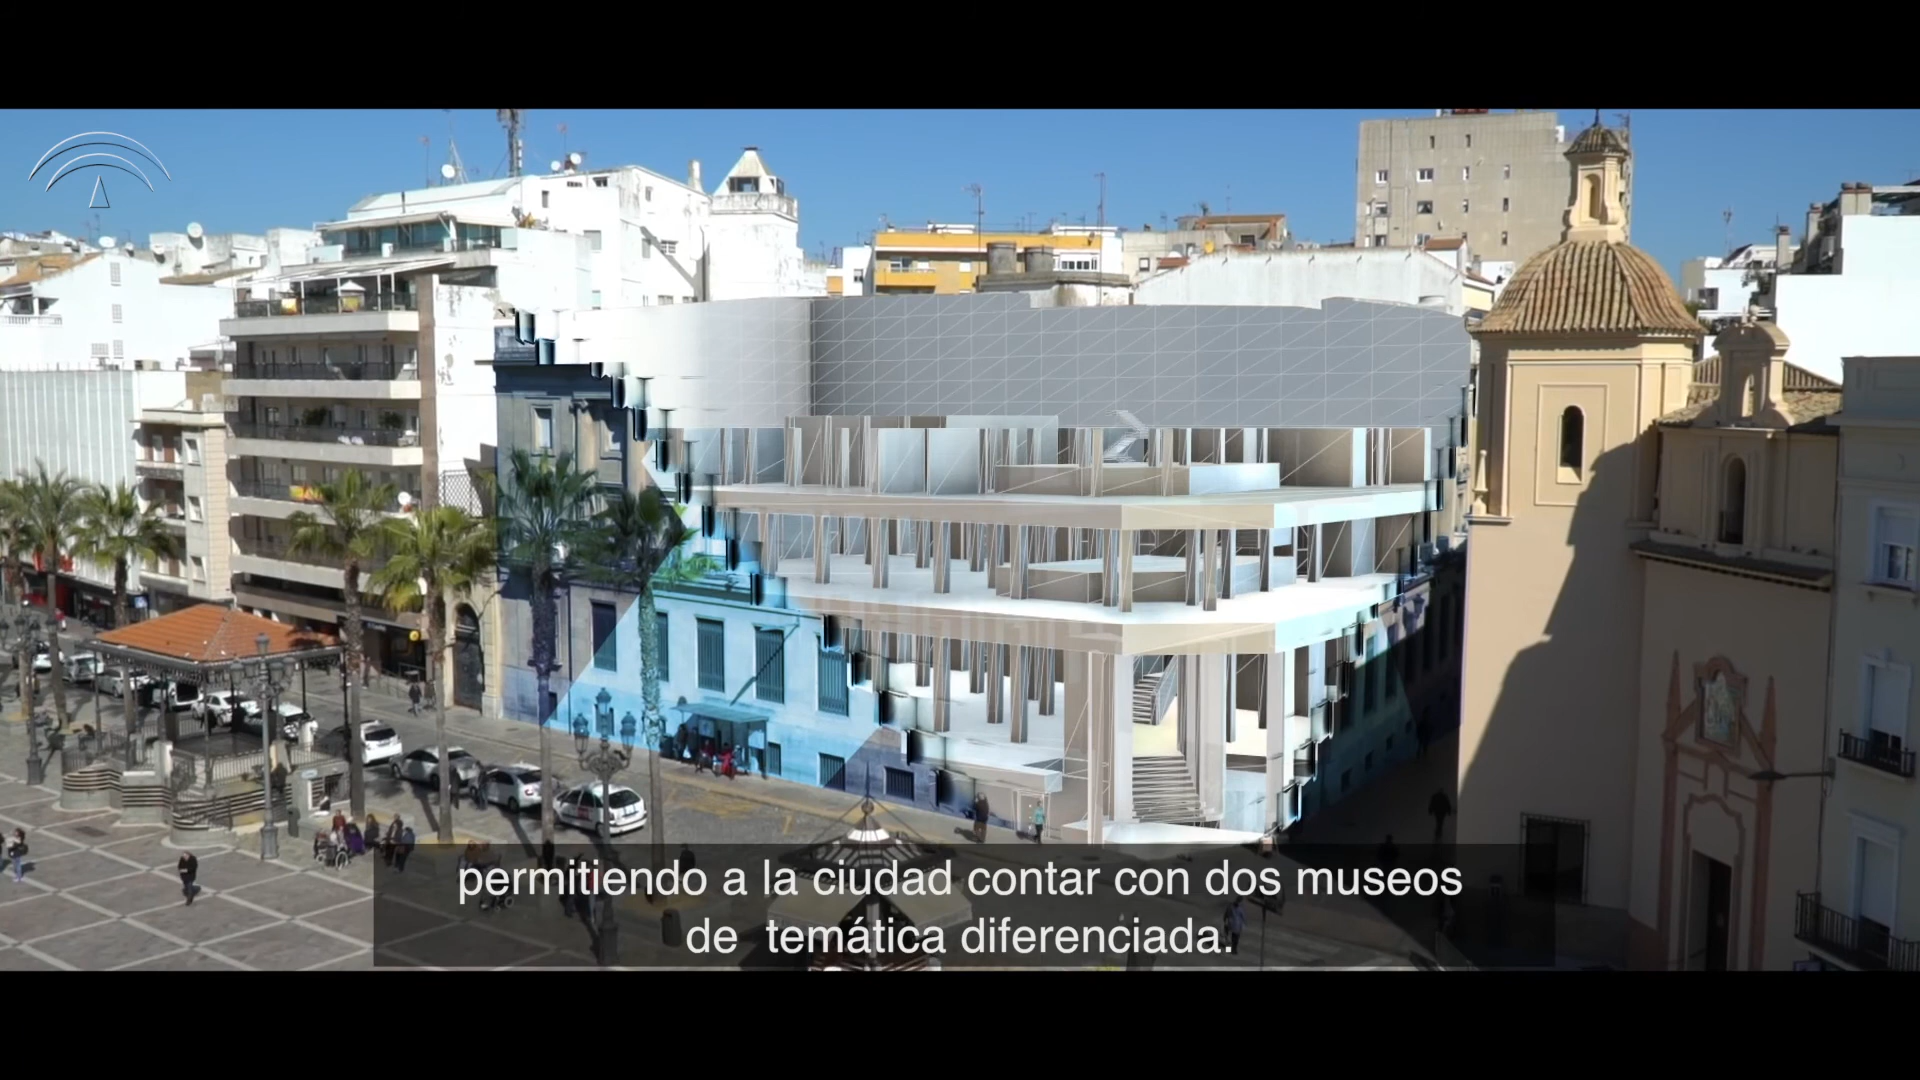 permitiendo a la ciudad contar con dos museos
de temática diferenciada.